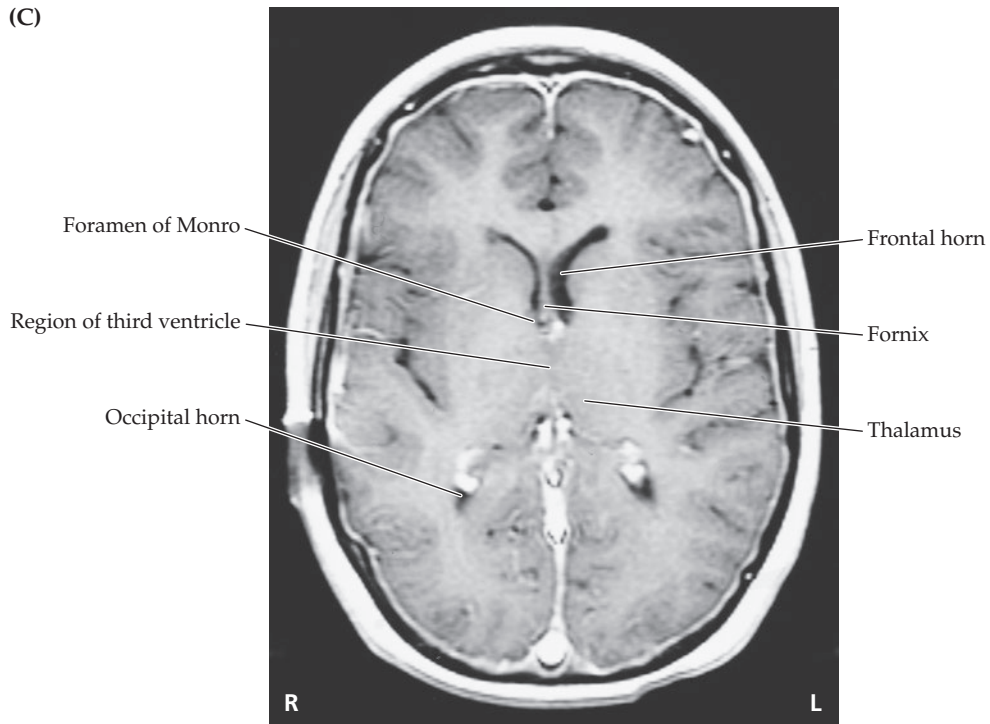 (C)
Foramen of Monro
Region of third ventricle
Occipital horn
Frontal horn
Fornix
Thalamus
R
L